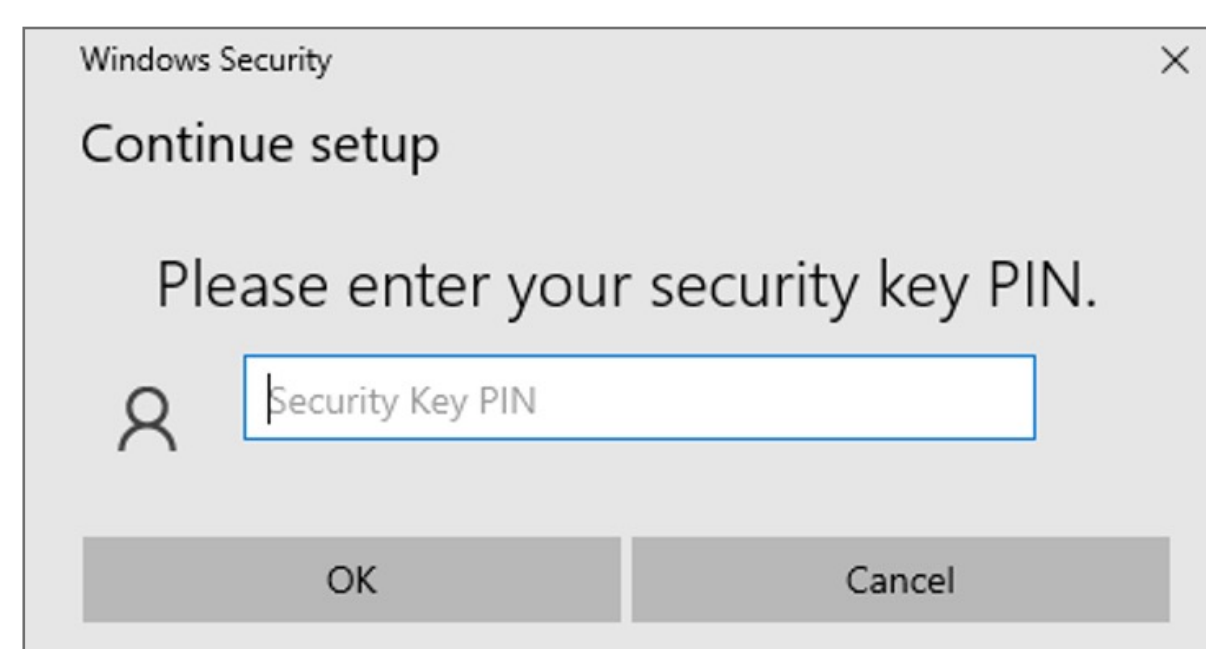 Windows Security
Continue setup
Please enter your security key PIN.
Security Key PIN
OK
Cancel